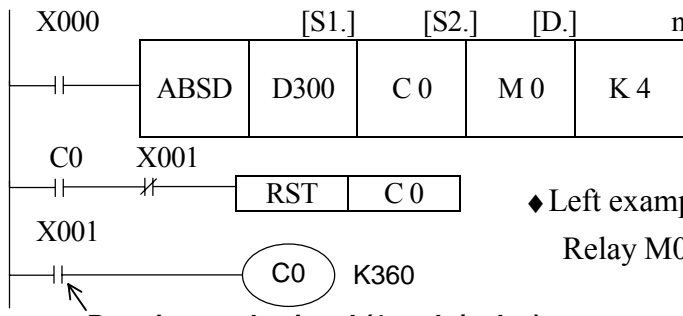 X000 [S1.] [S2.] [D.] n
ABSD D300 C 0 M 0 K 4
C0 X001
RST C 0
♦ Left examp
X001 Relay M0
C0 K360